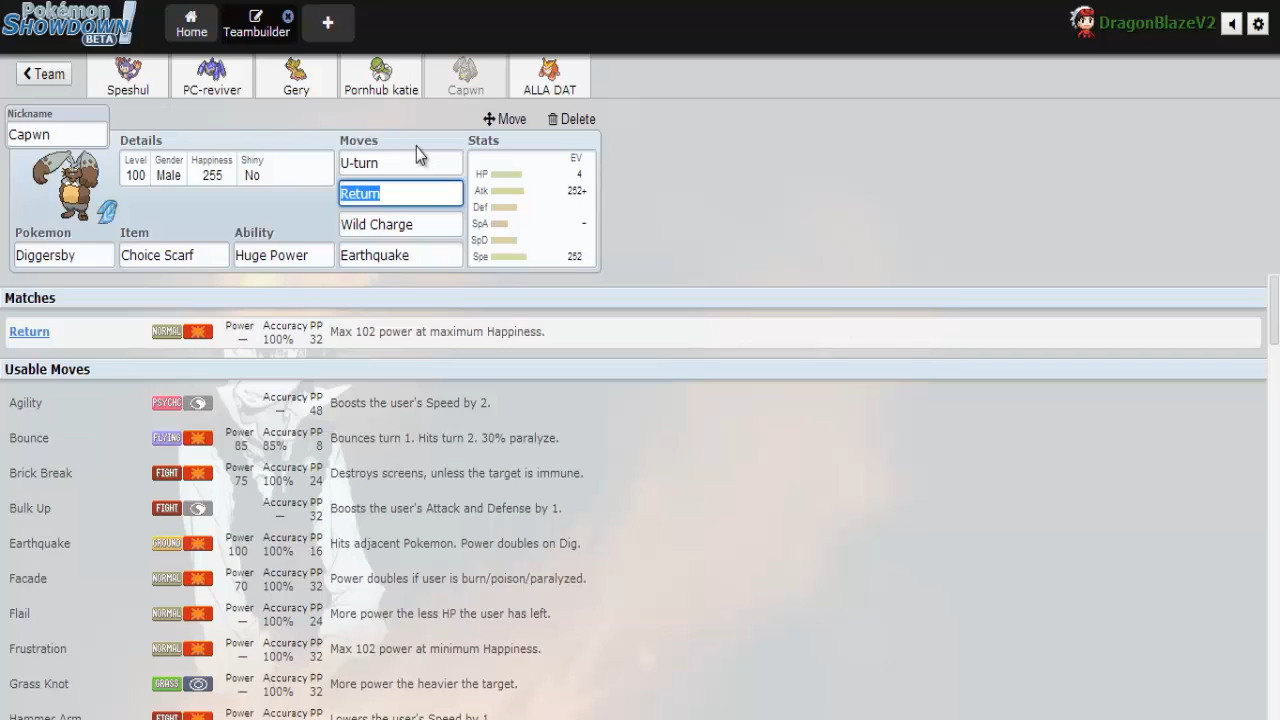 Pokémon
SHOWDOWN!
BETA
Home
Teambuilder
+
DragonBlazeV2
Team
Speshul
PC-reviver
Gery
Pornhub katie
Capwn
ALLA DAT
Nickname
Capwn
Move
Delete
Details
Moves
Stats
Level Gender Happiness Shiny
100 Male 255 No
U-turn
Return
Wild Charge
Earthquake
EV
HP 4
Atk 252+
Def
SpA -
SpD
Spe 252
Pokemon Item Ability
Diggersby Choice Scarf Huge Power
Matches
Return NORMAL Power — Accuracy 100% PP 32 Max 102 power at maximum Happiness.
Usable Moves
Agility PSYCHC Accuracy — PP 48 Boosts the user's Speed by 2.
Bounce FLYING Power 85 Accuracy 85% PP 8 Bounces turn 1. Hits turn 2. 30% paralyze.
Brick Break FIGHT Power 75 Accuracy 100% PP 24 Destroys screens, unless the target is immune.
Bulk Up FIGHT Accuracy — PP 32 Boosts the user's Attack and Defense by 1.
Earthquake GROUND Power 100 Accuracy 100% PP 16 Hits adjacent Pokemon. Power doubles on Dig.
Facade NORMAL Power 70 Accuracy 100% PP 32 Power doubles if user is burn/poison/paralyzed.
Flail NORMAL Power — Accuracy 100% PP 24 More power the less HP the user has left.
Frustration NORMAL Power — Accuracy 100% PP 32 Max 102 power at minimum Happiness.
Grass Knot GRASS Power — Accuracy 100% PP 32 More power the heavier the target.
Hammer Arm FIGHT Power Accuracy PP Lowers the user's Speed by 1.